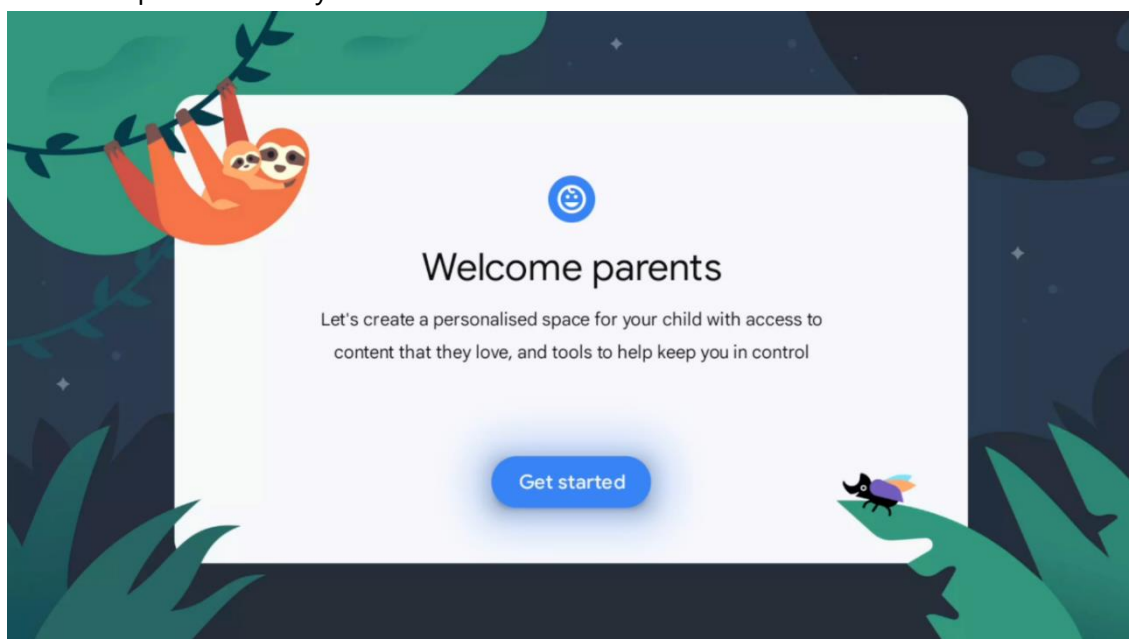 Welcome parents
Let's create a personalised space for your child with access to
content that they love, and tools to help keep you in control
Get started